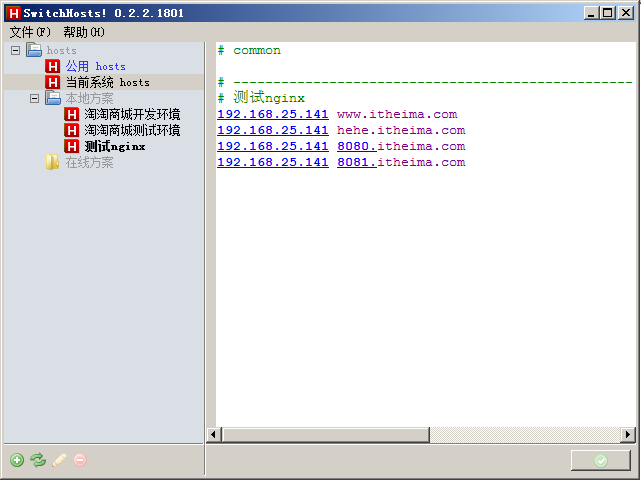 SwitchHosts! 0.2.2.1801
文件(F) 帮助(H)
hosts
公用 hosts
当前系统 hosts
本地方案
淘淘商城开发环境
淘淘商城测试环境
测试nginx
在线方案
# common
# --------------------------------------------------
# 测试nginx
192.168.25.141 www.itheima.com
192.168.25.141 hehe.itheima.com
192.168.25.141 8080.itheima.com
192.168.25.141 8081.itheima.com